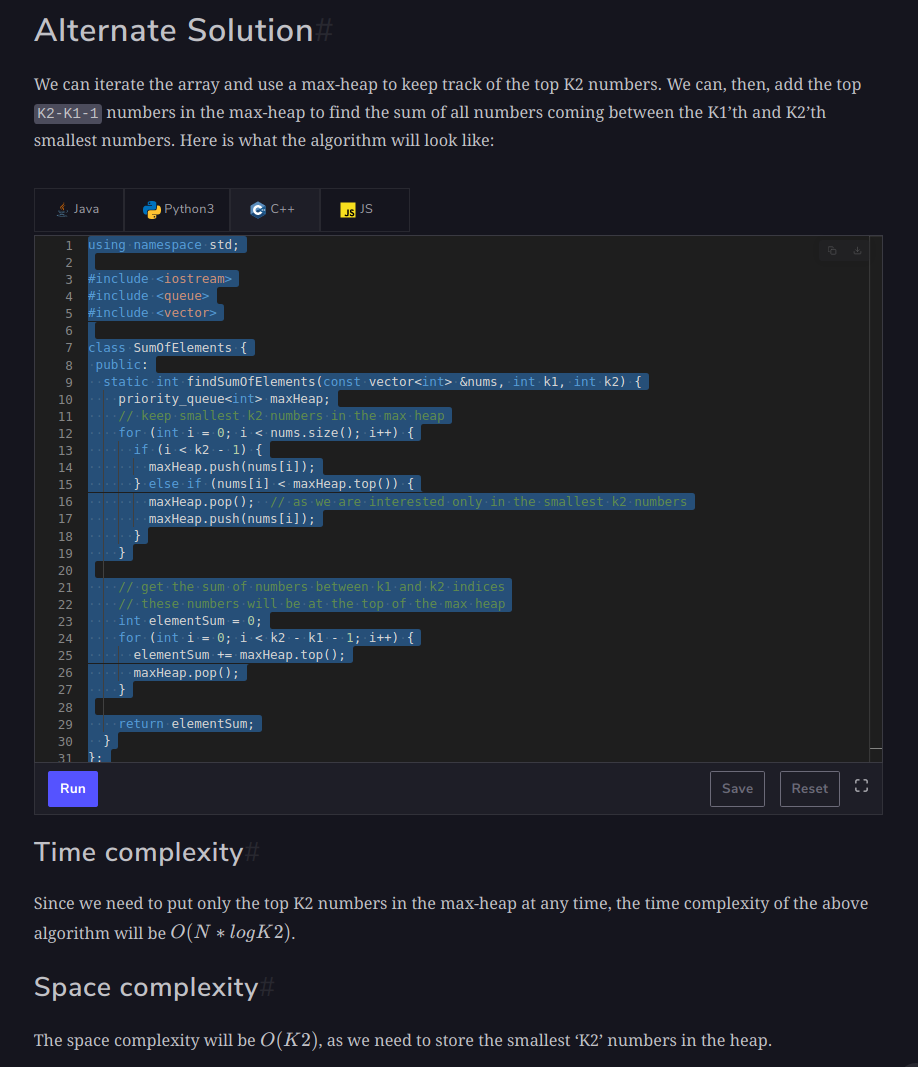 Alternate Solution#
We can iterate the array and use a max-heap to keep track of the top K2 numbers. We can, then, add the top
K2-K1-1 numbers in the max-heap to find the sum of all numbers coming between the K1’th and K2’th
smallest numbers. Here is what the algorithm will look like:
Java Python3 C++ JS JS
1 using namespace std;
2
3 #include <iostream>
4 #include <queue>
5 #include <vector>
6
7 class SumOfElements {
8  public:
9   static int findSumOfElements(const vector<int> &nums, int k1, int k2) {
10     priority_queue<int> maxHeap;
11     // keep smallest k2 numbers in the max heap
12     for (int i = 0; i < nums.size(); i++) {
13       if (i < k2 - 1) {
14         maxHeap.push(nums[i]);
15       } else if (nums[i] < maxHeap.top()) {
16         maxHeap.pop();  // as we are interested only in the smallest k2 numbers
17         maxHeap.push(nums[i]);
18       }
19     }
20
21     // get the sum of numbers between k1 and k2 indices
22     // these numbers will be at the top of the max heap
23     int elementSum = 0;
24     for (int i = 0; i < k2 - k1 - 1; i++) {
25       elementSum += maxHeap.top();
26       maxHeap.pop();
27     }
28
29     return elementSum;
30   }
31 };
Run Save Reset
Time complexity#
Since we need to put only the top K2 numbers in the max-heap at any time, the time complexity of the above
algorithm will be O(N ∗ logK2).
Space complexity#
The space complexity will be O(K2), as we need to store the smallest ‘K2’ numbers in the heap.